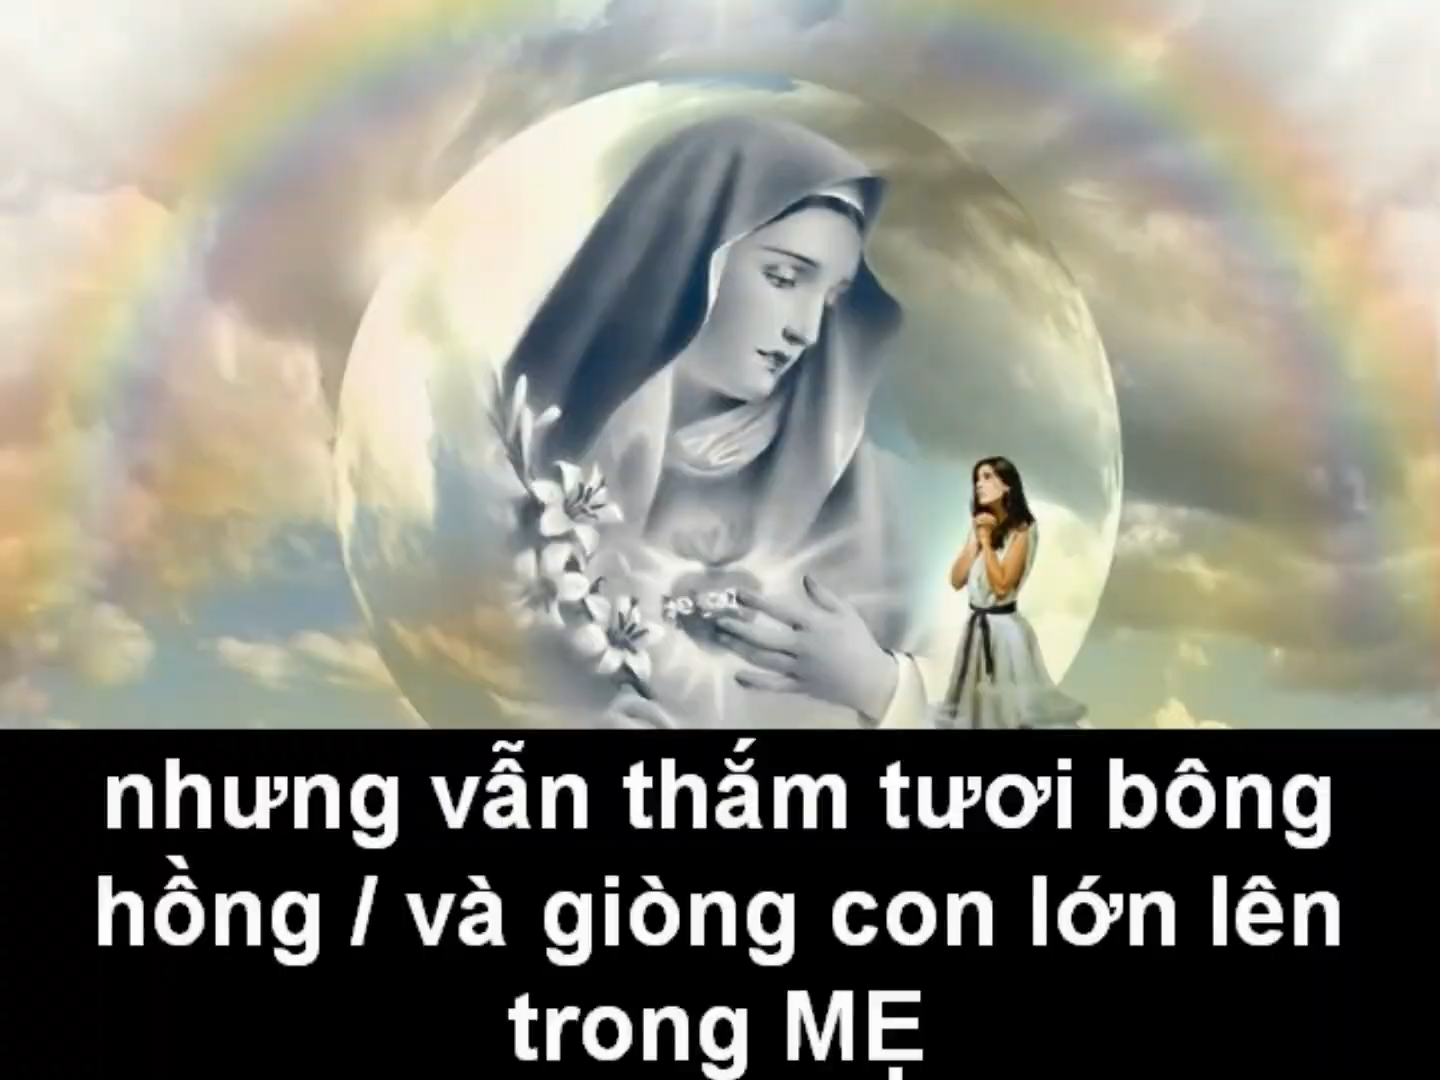 nhưng vẫn thắm tươi bông
hồng / và giòng con lớn lên
trong MẸ